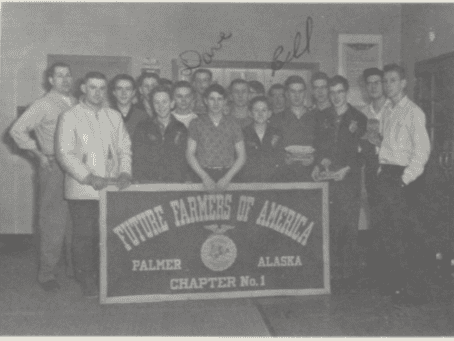 Dave
Bill
FUTURE FARMERS OF AMERICA
PALMER ALASKA
CHAPTER No. 1